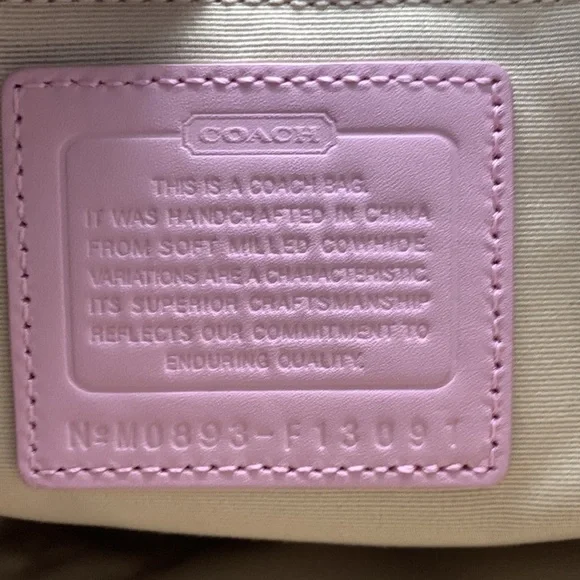 COACH
THIS IS A COACH BAG.
IT WAS HANDCRAFTED IN CHINA
FROM SOFT MILLED COWHIDE.
VARIATIONS ARE A CHARACTERISTIC.
ITS SUPERIOR CRAFTSMANSHIP
REFLECTS OUR COMMITMENT TO
ENDURING QUALITY.
Nº M0893-F13097